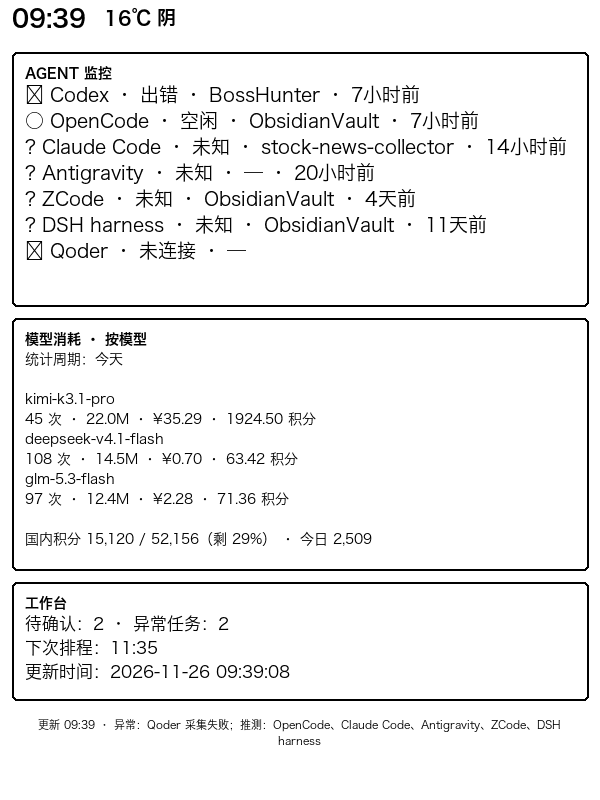 09:39 16℃ 阴
AGENT 监控
☒ Codex · 出错 · BossHunter · 7小时前
○ OpenCode · 空闲 · ObsidianVault · 7小时前
? Claude Code · 未知 · stock-news-collector · 14小时前
? Antigravity · 未知 · — · 20小时前
? ZCode · 未知 · ObsidianVault · 4天前
? DSH harness · 未知 · ObsidianVault · 11天前
☒ Qoder · 未连接 · —
模型消耗 · 按模型
统计周期：今天
kimi-k3.1-pro
45 次 · 22.0M · ¥35.29 · 1924.50 积分
deepseek-v4.1-flash
108 次 · 14.5M · ¥0.70 · 63.42 积分
glm-5.3-flash
97 次 · 12.4M · ¥2.28 · 71.36 积分
国内积分 15,120 / 52,156（剩 29%） · 今日 2,509
工作台
待确认：2 · 异常任务：2
下次排程：11:35
更新时间：2026-11-26 09:39:08
更新 09:39 · 异常：Qoder 采集失败；推测：OpenCode、Claude Code、Antigravity、ZCode、DSH
harness